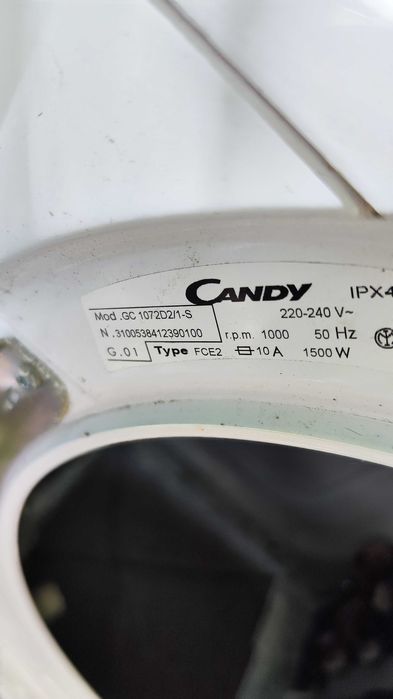 CANDY IPX4
Mod .GC 1072D2/1-S 220-240 V~
N .3100538412390100 r.p.m. 1000 50 Hz
G.01 Type FCE2 10 A 1500 W